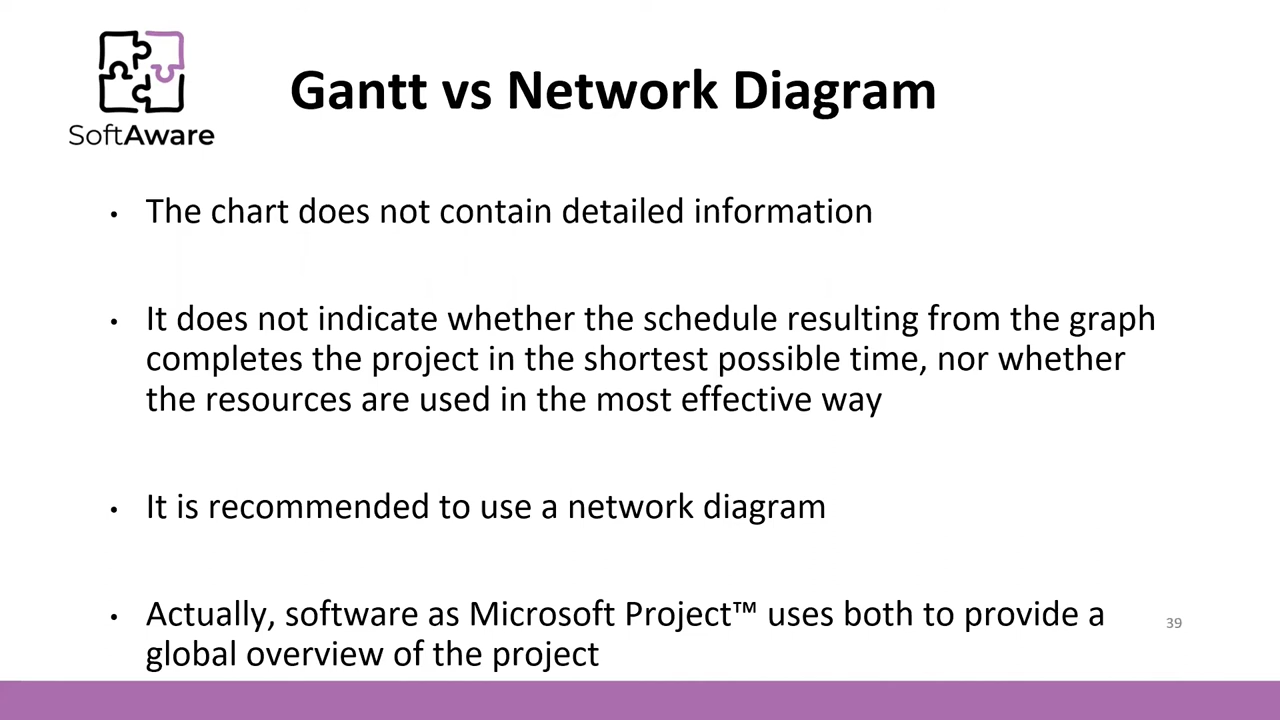 SoftAware
Gantt vs Network Diagram
• The chart does not contain detailed information
• It does not indicate whether the schedule resulting from the graph
completes the project in the shortest possible time, nor whether
the resources are used in the most effective way
• It is recommended to use a network diagram
• Actually, software as Microsoft Project™ uses both to provide a
global overview of the project
39